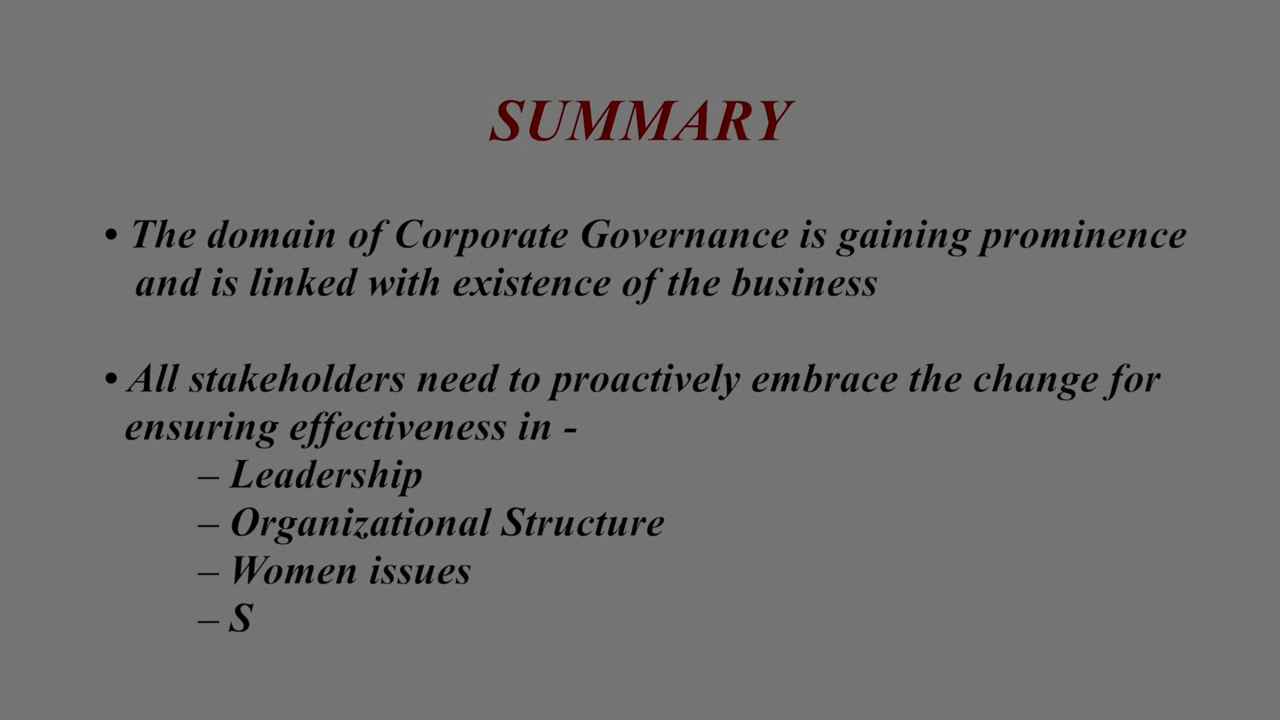 SUMMARY
• The domain of Corporate Governance is gaining prominence
and is linked with existence of the business
• All stakeholders need to proactively embrace the change for
ensuring effectiveness in -
– Leadership
– Organizational Structure
– Women issues
– S